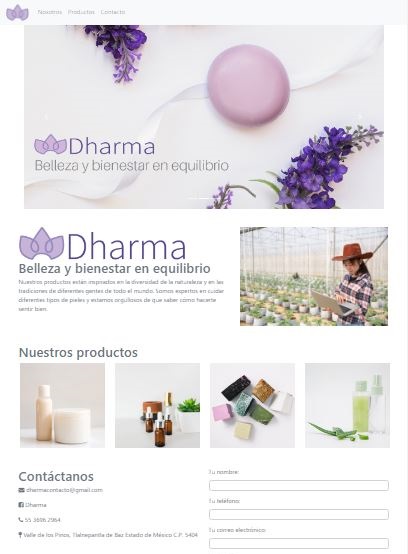 Nosotros Productos Contacto
Dharma
Belleza y bienestar en equilibrio
Dharma
Belleza y bienestar en equilibrio
Nuestros productos están inspirados en la diversidad de la naturaleza y en las
tradiciones de diferentes gentes de todo el mundo. Somos expertos en cuidar
diferentes tipos de pieles y estamos orgullosos de que saber cómo hacerte
sentir bien.
Nuestros productos
Contáctanos
dharmacontacto@gmail.com
Dharma
55 3696 2964
Valle de los Pinos, Tlalnepantla de Baz Estado de México C.P. 5404
Tu nombre:
Tu teléfono:
Tu correo electrónico: